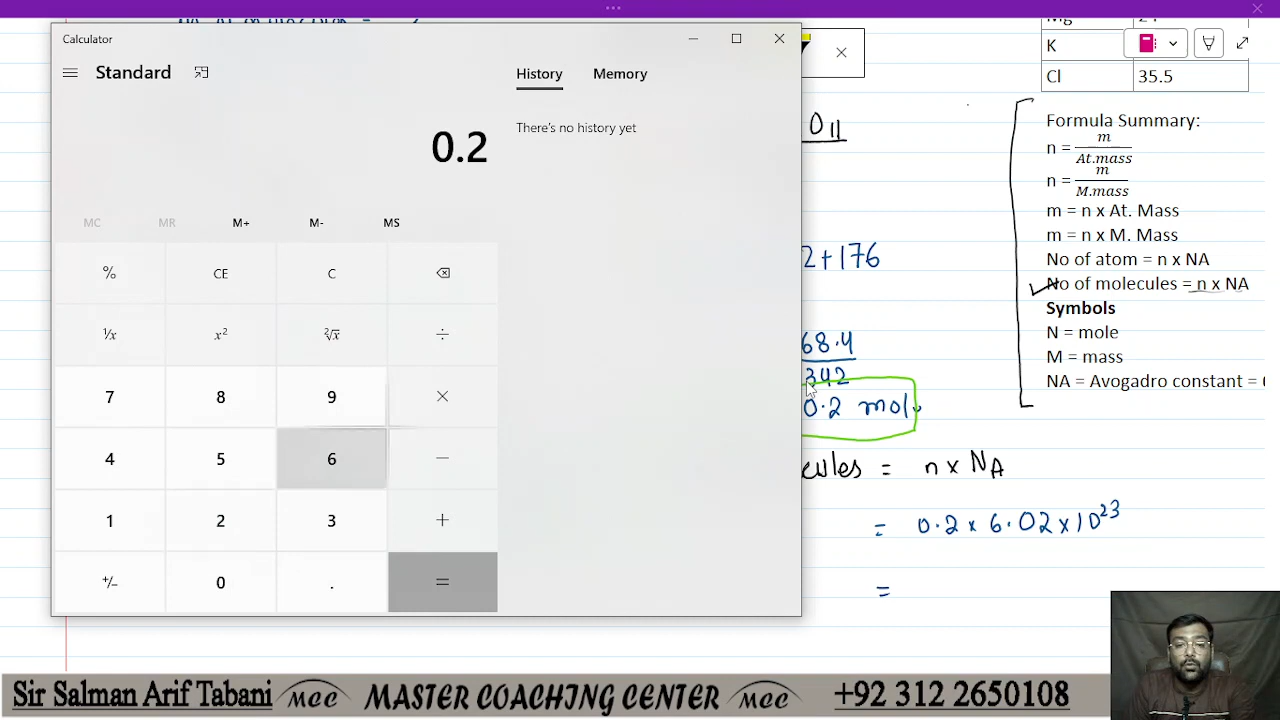 Calculator
Standard
History
Memory
There's no history yet
0.2
MC MR M+ M- MS
% CE C
¹/x x² ²√x ÷
7 8 9 ×
4 5 6 −
1 2 3 +
+/− 0 . =
K
Cl 35.5
O11
2+176
68.4
342
0.2 mol
cules = n x NA
= 0.2 x 6.02 x 10²³
=
Formula Summary:
n = m / At.mass
n = m / M.mass
m = n x At. Mass
m = n x M. Mass
No of atom = n x NA
No of molecules = n x NA
Symbols
N = mole
M = mass
NA = Avogadro constant =
Sir Salman Arif Tabani MCC MASTER COACHING CENTER MCC +92 312 2650108